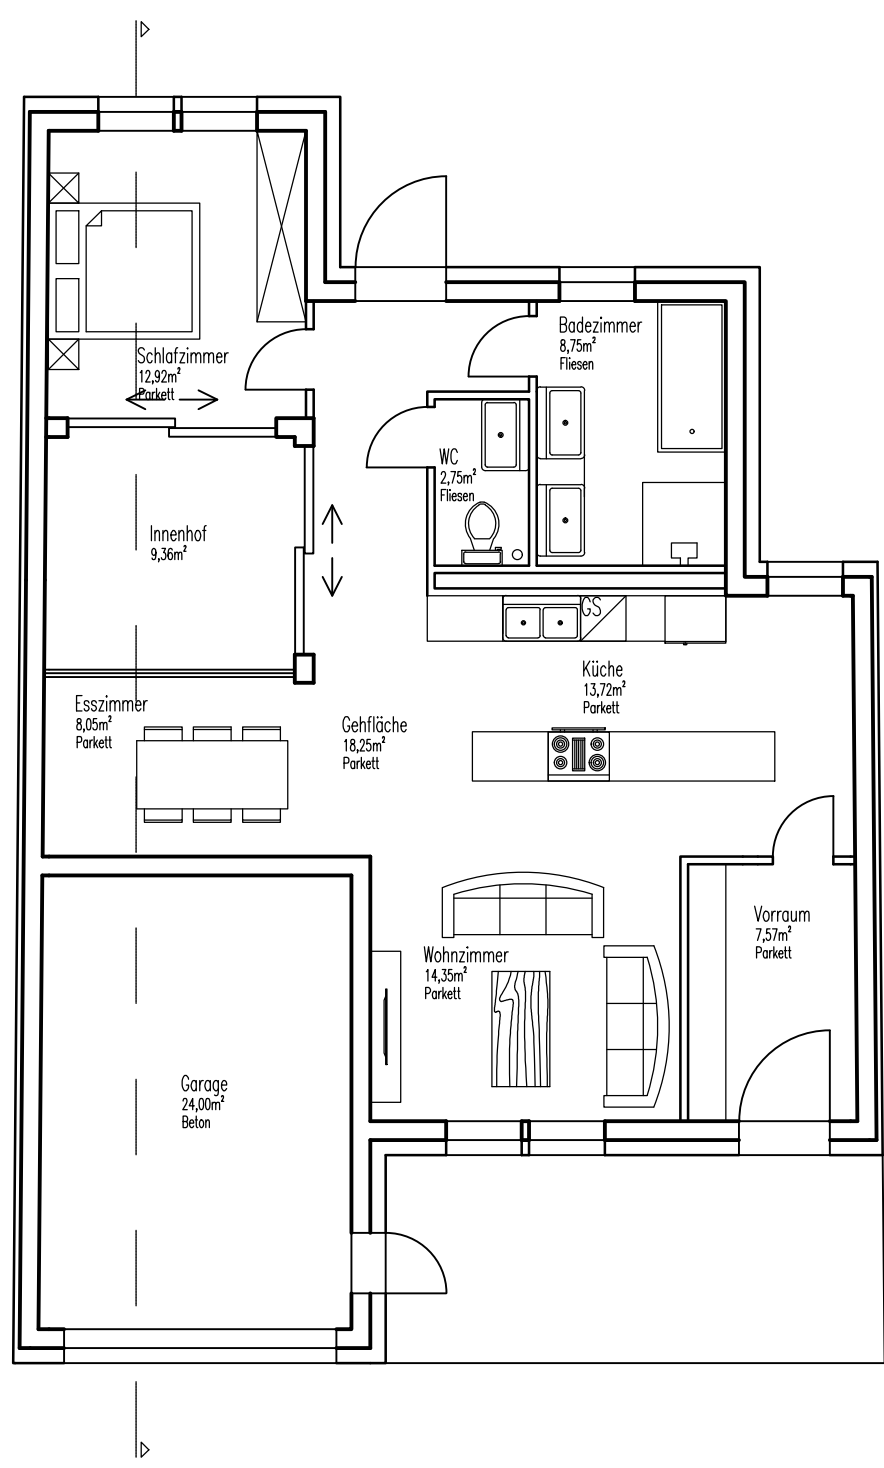 Badezimmer
8,75m²
Fliesen
Schlafzimmer
12,92m²
Parkett
WC
2,75m²
Fliesen
Innenhof
9,36m²
GS
Küche
13,72m²
Parkett
Esszimmer
8,05m²
Parkett
Gehfläche
18,25m²
Parkett
Vorraum
7,57m²
Parkett
Wohnzimmer
14,35m²
Parkett
Garage
24,00m²
Beton